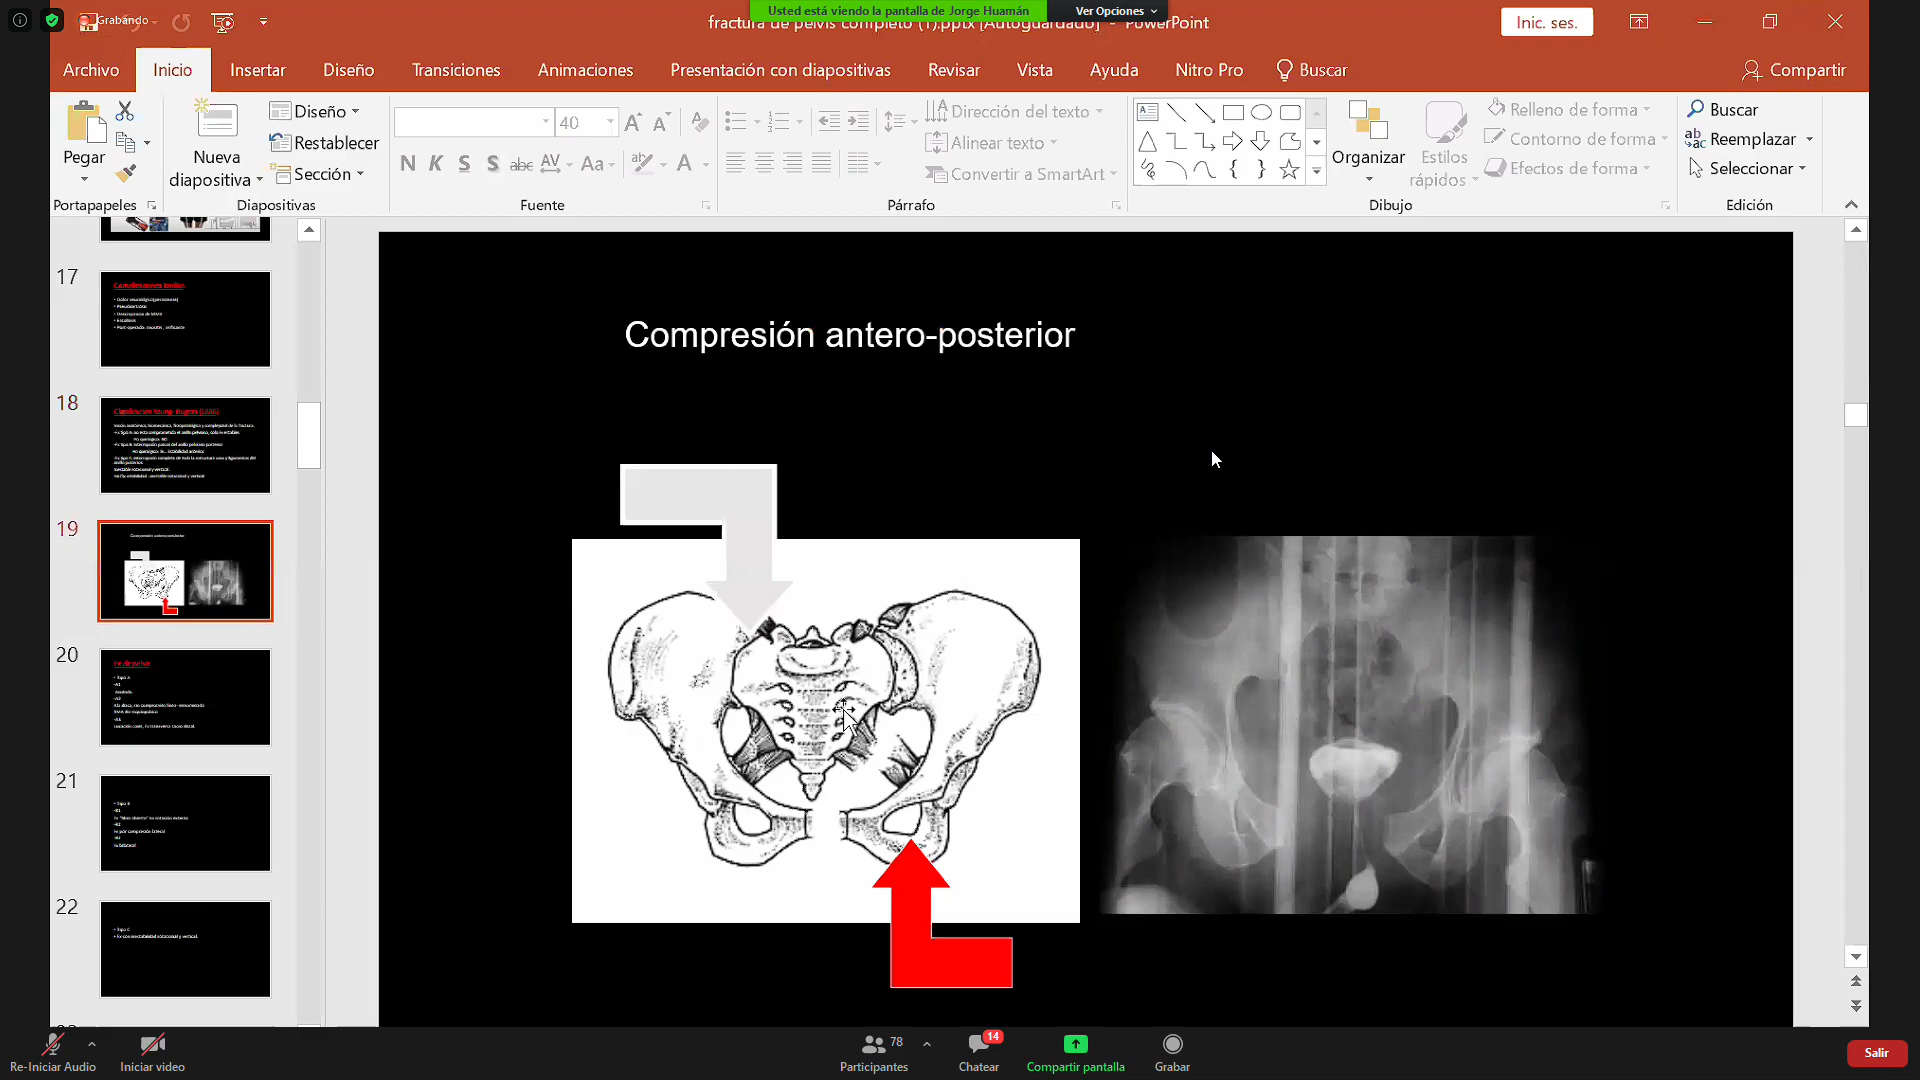 Grabando
Usted está viendo la pantalla de Jorge Huamán
Ver Opciones
fractura de pelvis completo (1).pptx [Autoguardado] - PowerPoint
Inic. ses.
Archivo
Inicio
Insertar
Diseño
Transiciones
Animaciones
Presentación con diapositivas
Revisar
Vista
Ayuda
Nitro Pro
Buscar
Compartir
Pegar
Portapapeles
Nueva diapositiva
Diseño
Restablecer
Sección
Diapositivas
40
N K S S abc AV Aa A
Fuente
Dirección del texto
Alinear texto
Convertir a SmartArt
Párrafo
Organizar
Estilos rápidos
Relleno de forma
Contorno de forma
Efectos de forma
Dibujo
Buscar
Reemplazar
Seleccionar
Edición
17
18
19
20
21
22
Compresión antero-posterior
Re-Iniciar Audio
Iniciar video
78
Participantes
14
Chatear
Compartir pantalla
Grabar
Salir